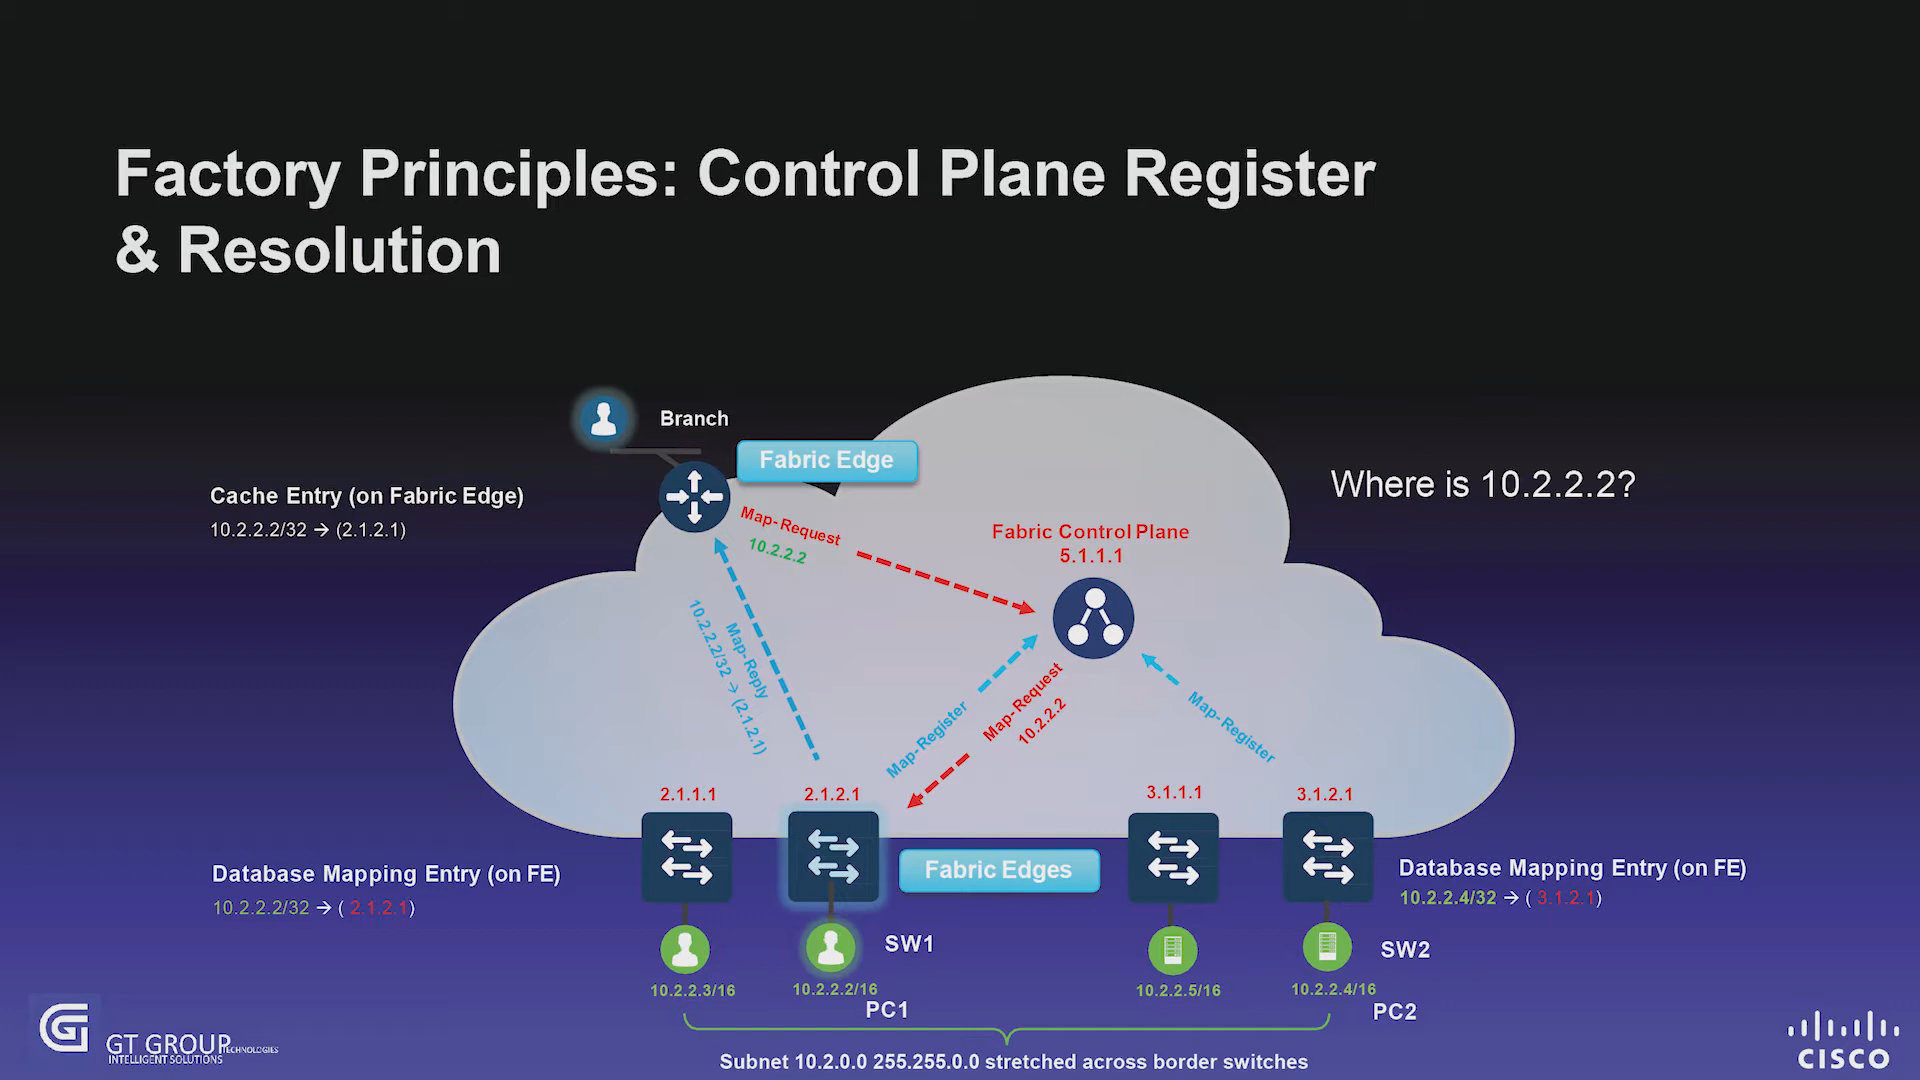 Factory Principles: Control Plane Register
& Resolution
Branch
Fabric Edge
Where is 10.2.2.2?
Cache Entry (on Fabric Edge)
10.2.2.2/32 → (2.1.2.1)
Map-Request
10.2.2.2
Fabric Control Plane
5.1.1.1
Map-Reply
10.2.2.2/32 → (2.1.2.1)
Map-Register
Map-Request
10.2.2.2
Map-Register
2.1.1.1
2.1.2.1
3.1.1.1
3.1.2.1
Database Mapping Entry (on FE)
10.2.2.2/32 → ( 2.1.2.1)
Fabric Edges
Database Mapping Entry (on FE)
10.2.2.4/32 → ( 3.1.2.1)
SW1
SW2
10.2.2.3/16
10.2.2.2/16
10.2.2.5/16
10.2.2.4/16
PC1
PC2
Subnet 10.2.0.0 255.255.0.0 stretched across border switches
GT GROUP TECHNOLOGIES
INTELLIGENT SOLUTIONS
CISCO